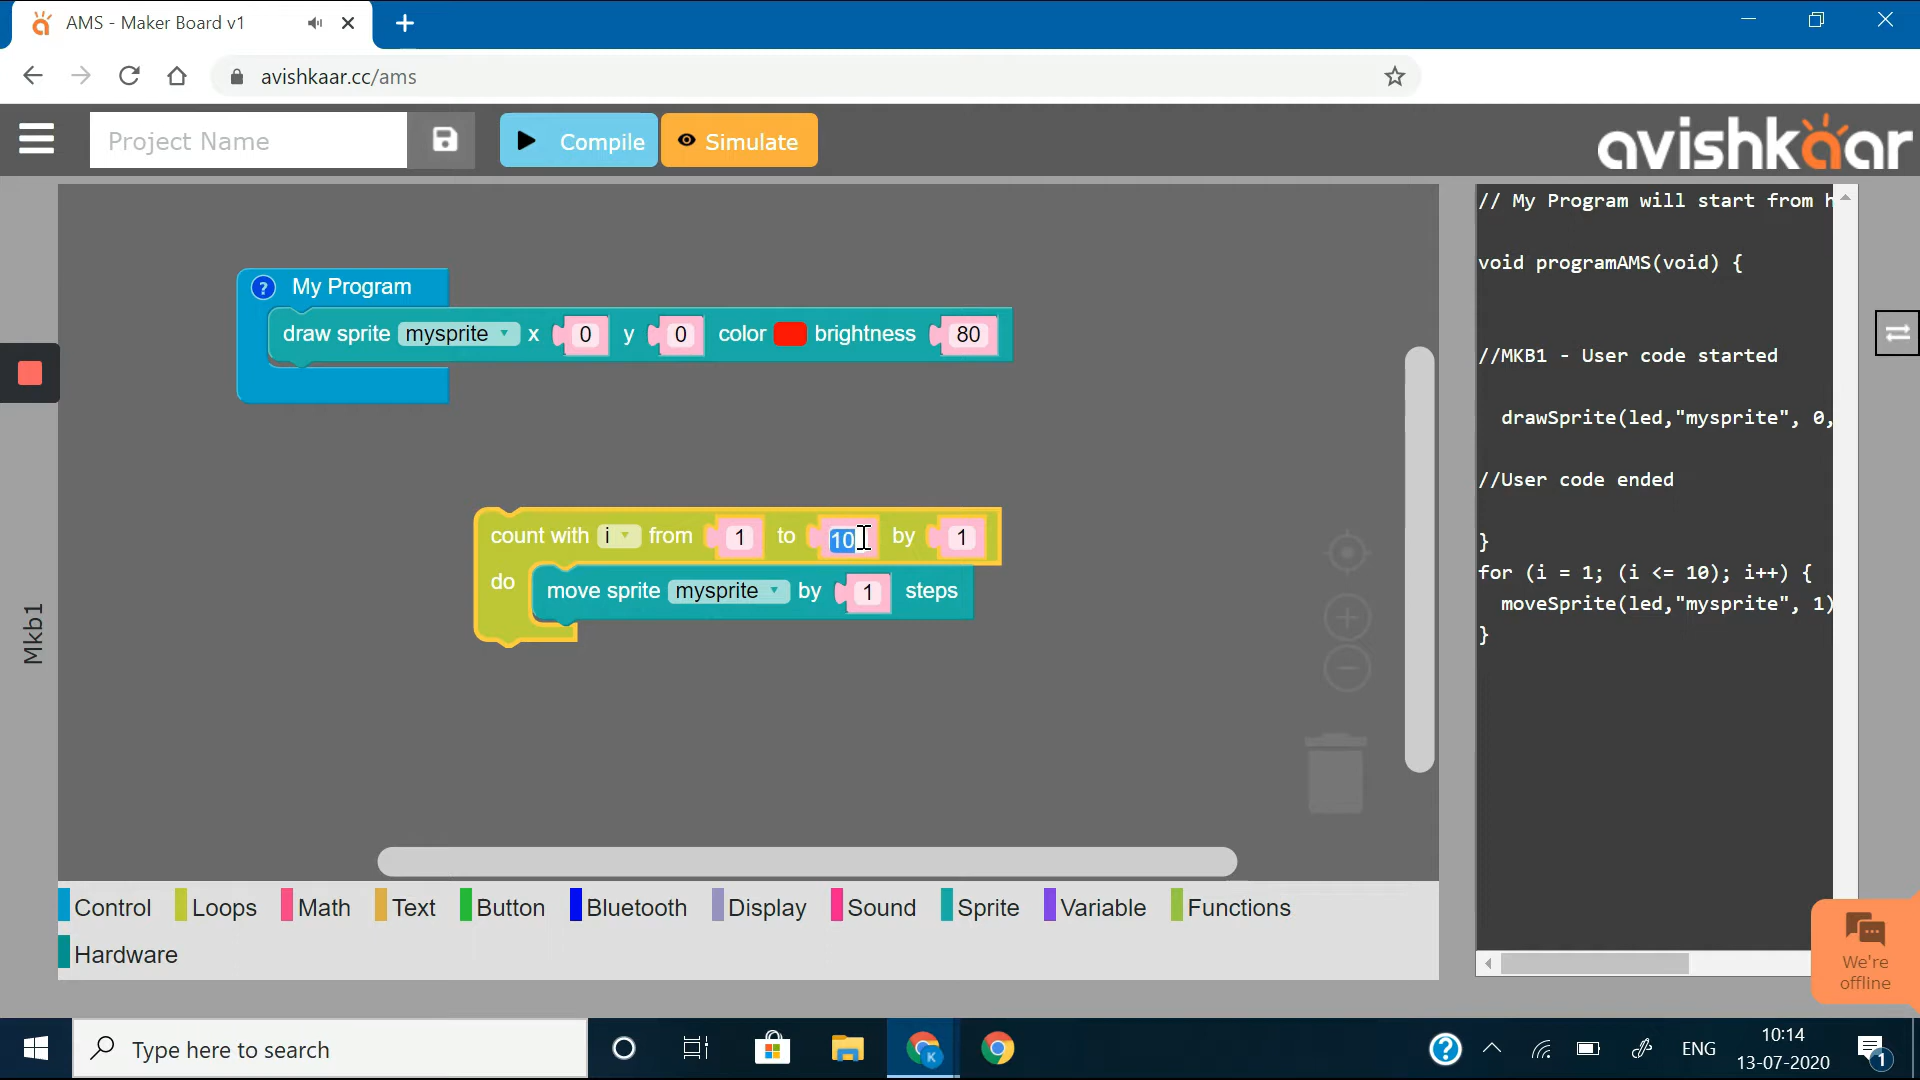 AMS - Maker Board v1
avishkaar.cc/ams
Project Name
Compile
Simulate
avishkaar
? My Program
draw sprite mysprite x 0 y 0 color brightness 80
count with i from 1 to 10 by 1
do move sprite mysprite by 1 steps
Mkb1
// My Program will start from h
void programAMS(void) {
//MKB1 - User code started
drawSprite(led,"mysprite", 0,
//User code ended
}
for (i = 1; (i <= 10); i++) {
moveSprite(led,"mysprite", 1)
}
Control Loops Math Text Button Bluetooth Display Sound Sprite Variable Functions
Hardware
We're
offline
Type here to search
K
?
ENG
10:14
13-07-2020
1